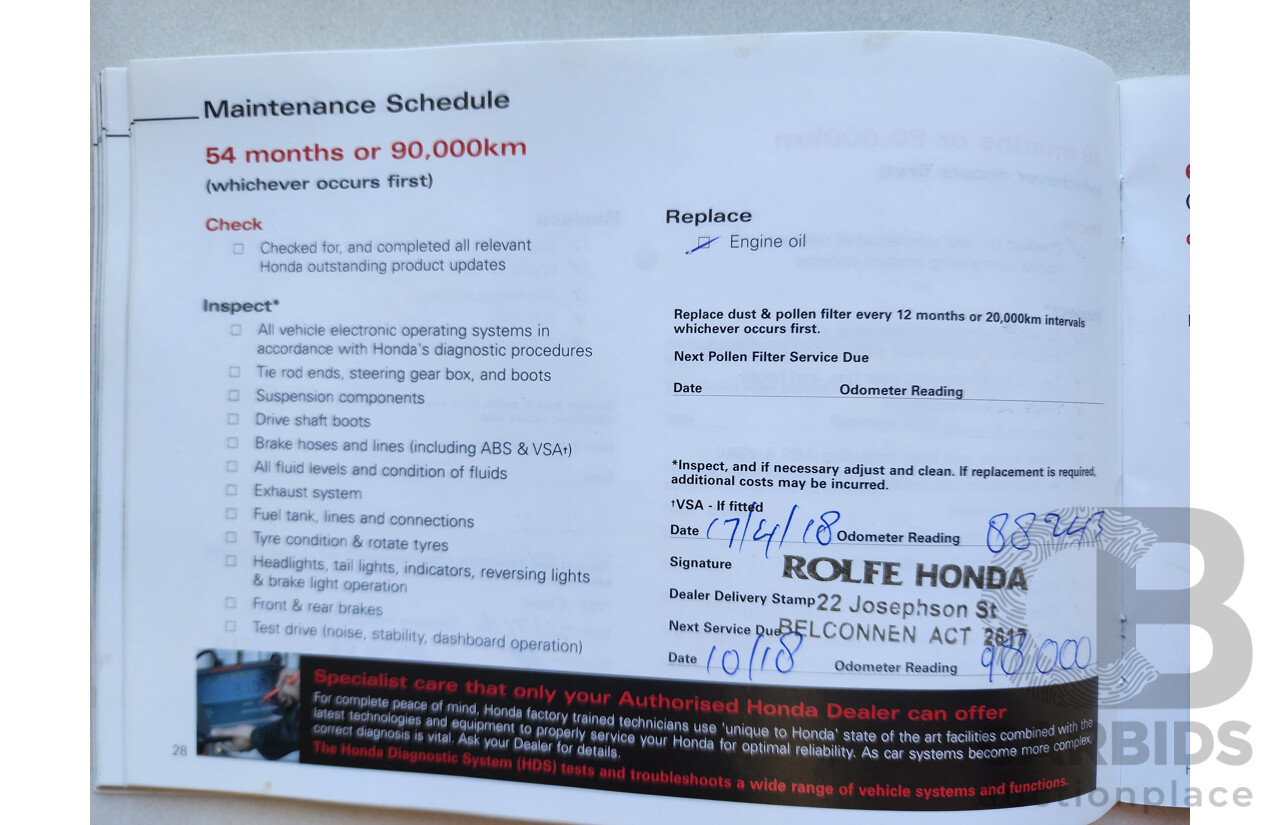 Maintenance Schedule
54 months or 90,000km
(whichever occurs first)
Check
Checked for, and completed all relevant
Honda outstanding product updates
Inspect*
All vehicle electronic operating systems in
accordance with Honda's diagnostic procedures
Tie rod ends, steering gear box, and boots
Suspension components
Drive shaft boots
Brake hoses and lines (including ABS & VSA†)
All fluid levels and condition of fluids
Exhaust system
Fuel tank, lines and connections
Tyre condition & rotate tyres
Headlights, tail lights, indicators, reversing lights
& brake light operation
Front & rear brakes
Test drive (noise, stability, dashboard operation)
Replace
Engine oil
Replace dust & pollen filter every 12 months or 20,000km intervals
whichever occurs first.
Next Pollen Filter Service Due
Date Odometer Reading
*Inspect, and if necessary adjust and clean. If replacement is required,
additional costs may be incurred.
†VSA - If fitted
Date 17/4/18 Odometer Reading 88243
Signature ROLFE HONDA
Dealer Delivery Stamp 22 Josephson St
Next Service Due BELCONNEN ACT 2617
Date 10/18 Odometer Reading 98,000
Specialist care that only your Authorised Honda Dealer can offer
For complete peace of mind, Honda factory trained technicians use 'unique to Honda' state of the art facilities combined with the
latest technologies and equipment to properly service your Honda for optimal reliability. As car systems become more complex,
correct diagnosis is vital. Ask your Dealer for details.
The Honda Diagnostic System (HDS) tests and troubleshoots a wide range of vehicle systems and functions.
28